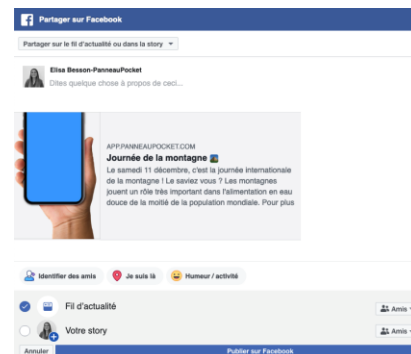 Partager sur Facebook
Partager sur le fil d'actualité ou dans la story
Elisa Besson-PanneauPocket
Dites quelque chose à propos de ceci...
APP.PANNEAUPOCKET.COM
Journée de la montagne
Le samedi 11 décembre, c'est la journée internationale
de la montagne ! Le saviez vous ? Les montagnes
jouent un rôle très important dans l'alimentation en eau
douce de la moitié de la population mondiale. Pour plus
Identifier des amis Je suis là Humeur / activité
Fil d'actualité Amis
Votre story Amis
Annuler Publier sur Facebook